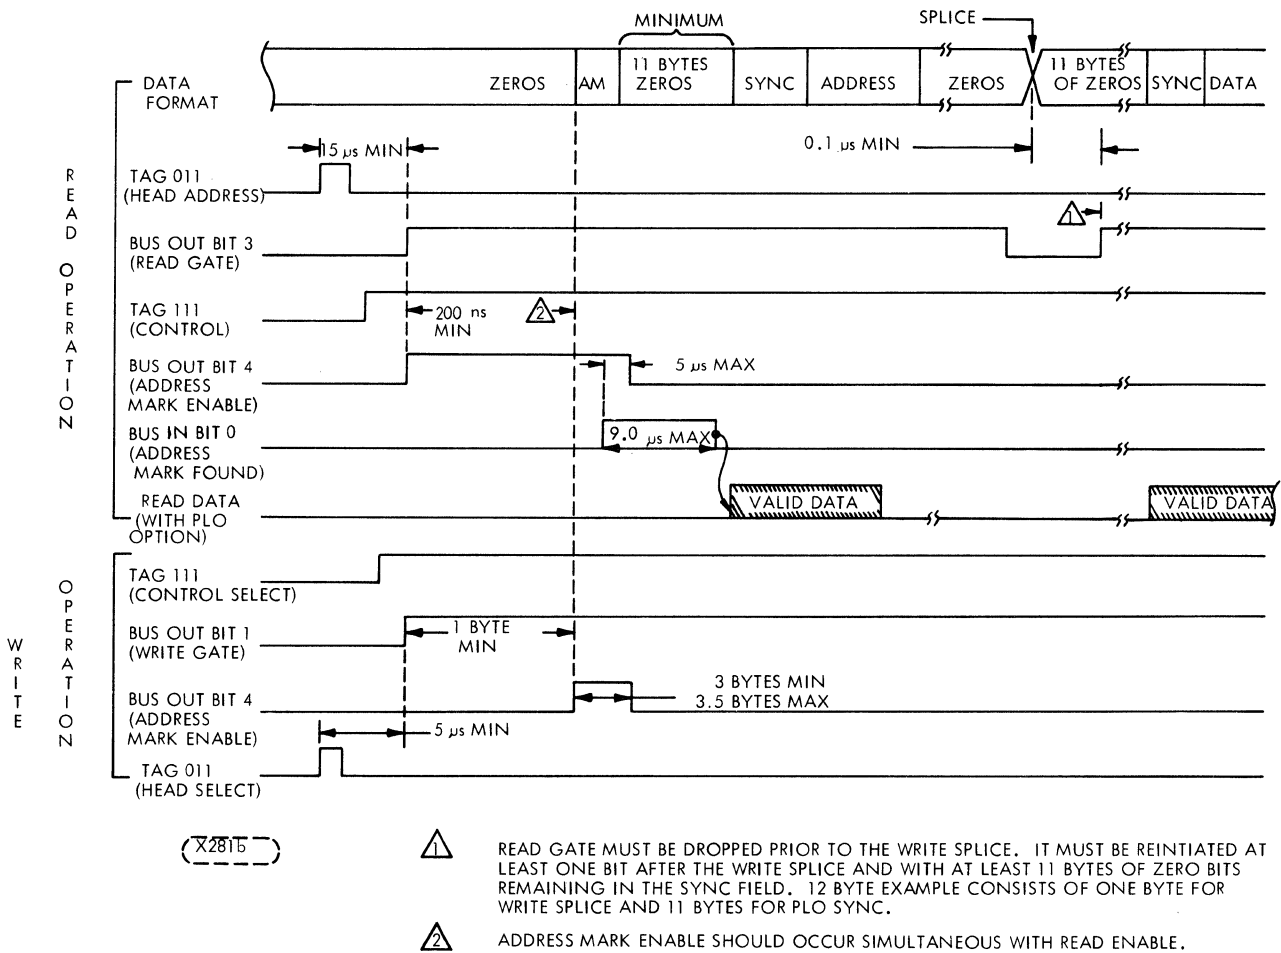 MINIMUM
SPLICE
DATA FORMAT
ZEROS
AM
11 BYTES
ZEROS
SYNC
ADDRESS
ZEROS
11 BYTES
OF ZEROS
SYNC
DATA
READ OPERATION
15 µs MIN
0.1 µs MIN
TAG 011
(HEAD ADDRESS)
1
BUS OUT BIT 3
(READ GATE)
TAG 111
(CONTROL)
200 ns
MIN
2
BUS OUT BIT 4
(ADDRESS
MARK ENABLE)
5 µs MAX
BUS IN BIT 0
(ADDRESS
MARK FOUND)
9.0 µs MAX
READ DATA
(WITH PLO
OPTION)
VALID DATA
VALID DATA
WRITE OPERATION
TAG 111
(CONTROL SELECT)
BUS OUT BIT 1
(WRITE GATE)
1 BYTE
MIN
BUS OUT BIT 4
(ADDRESS
MARK ENABLE)
3 BYTES MIN
3.5 BYTES MAX
5 µs MIN
TAG 011
(HEAD SELECT)
X281b
1 READ GATE MUST BE DROPPED PRIOR TO THE WRITE SPLICE. IT MUST BE REINTIATED AT
LEAST ONE BIT AFTER THE WRITE SPLICE AND WITH AT LEAST 11 BYTES OF ZERO BITS
REMAINING IN THE SYNC FIELD. 12 BYTE EXAMPLE CONSISTS OF ONE BYTE FOR
WRITE SPLICE AND 11 BYTES FOR PLO SYNC.
2 ADDRESS MARK ENABLE SHOULD OCCUR SIMULTANEOUS WITH READ ENABLE.